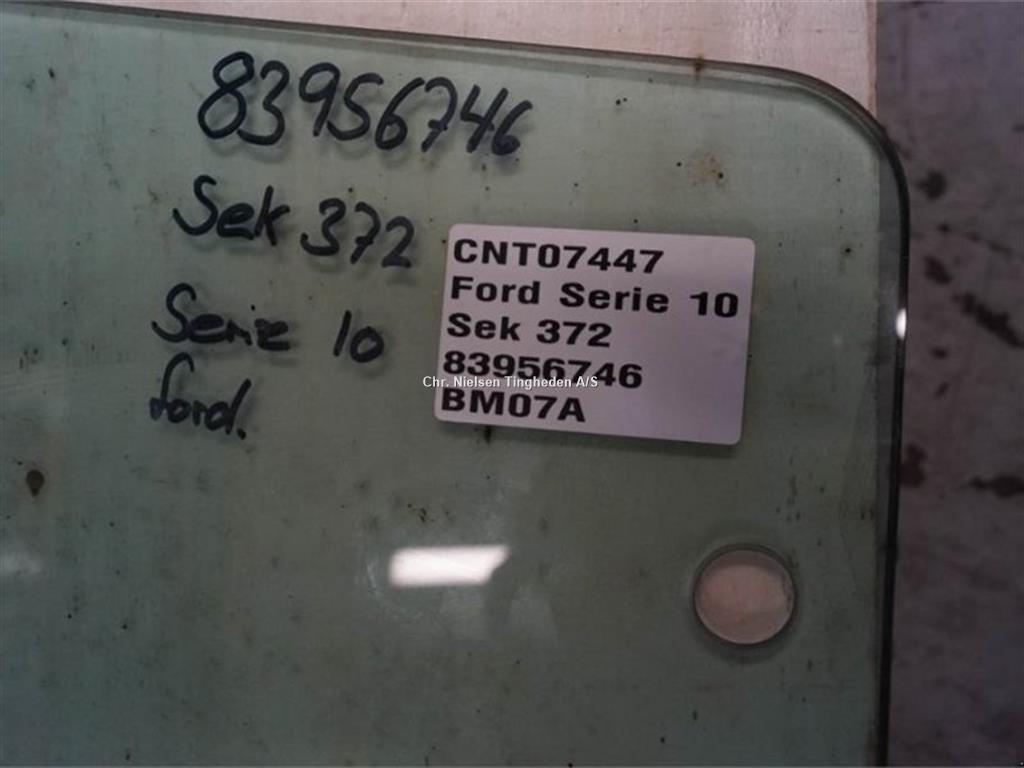 83956746
Sek 372
Serie 10
ford.
CNT07447
Ford Serie 10
Sek 372
83956746
Chr. Nielsen Tingheden A/S
BM07A